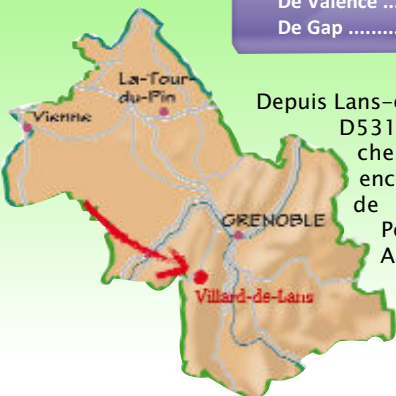 De Valence ..
De Gap .........
Depuis Lans-e
D531
che
enc
de
P
A
La-Tour-
du-Pin
Vienne
GRENOBLE
Villard-de-Lans